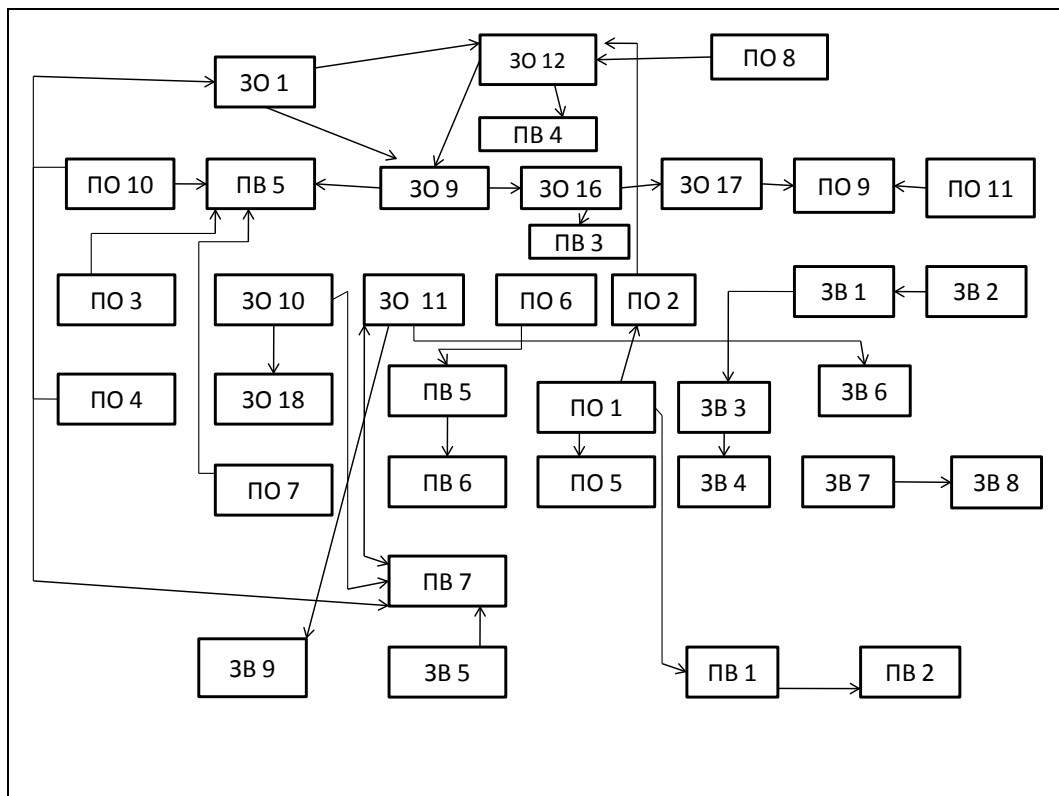 ЗО 1
ЗО 12
ПО 8
ПВ 4
ПО 10
ПВ 5
ЗО 9
ЗО 16
ЗО 17
ПО 9
ПО 11
ПВ 3
ПО 3
ЗО 10
ЗО 11
ПО 6
ПО 2
ЗВ 1
ЗВ 2
ПО 4
ЗО 18
ПВ 5
ПО 1
ЗВ 3
ЗВ 6
ПО 7
ПВ 6
ПО 5
ЗВ 4
ЗВ 7
ЗВ 8
ПВ 7
ЗВ 9
ЗВ 5
ПВ 1
ПВ 2